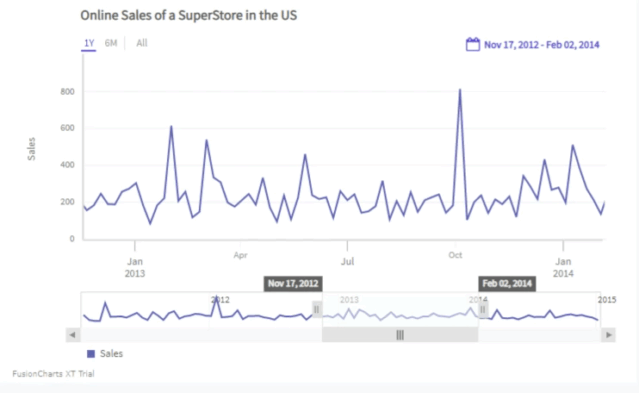 Online Sales of a SuperStore in the US
1Y 6M All
Nov 17, 2012 - Feb 02, 2014
Sales
800
600
400
200
0
Jan
2013
Apr
Jul
Oct
Jan
2014
Nov 17, 2012
Feb 02, 2014
2012
2013
2014
2015
Sales
FusionCharts XT Trial